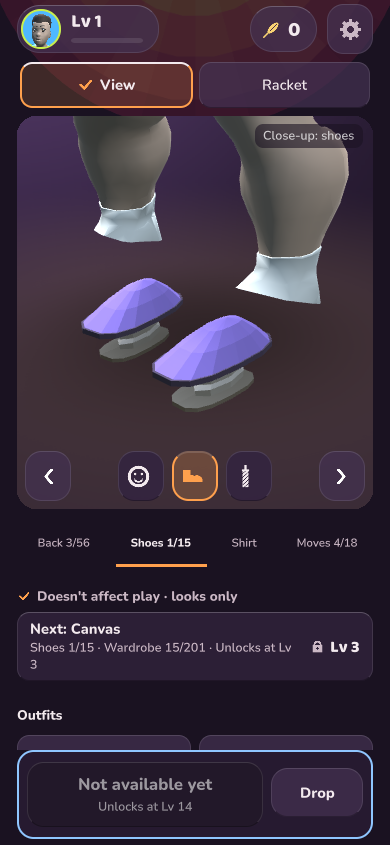 Lv 1
0
View
Racket
Close-up: shoes
Back 3/56
Shoes 1/15
Shirt
Moves 4/18
Doesn't affect play · looks only
Next: Canvas
Shoes 1/15 · Wardrobe 15/201 · Unlocks at Lv
3
Lv 3
Outfits
Not available yet
Unlocks at Lv 14
Drop